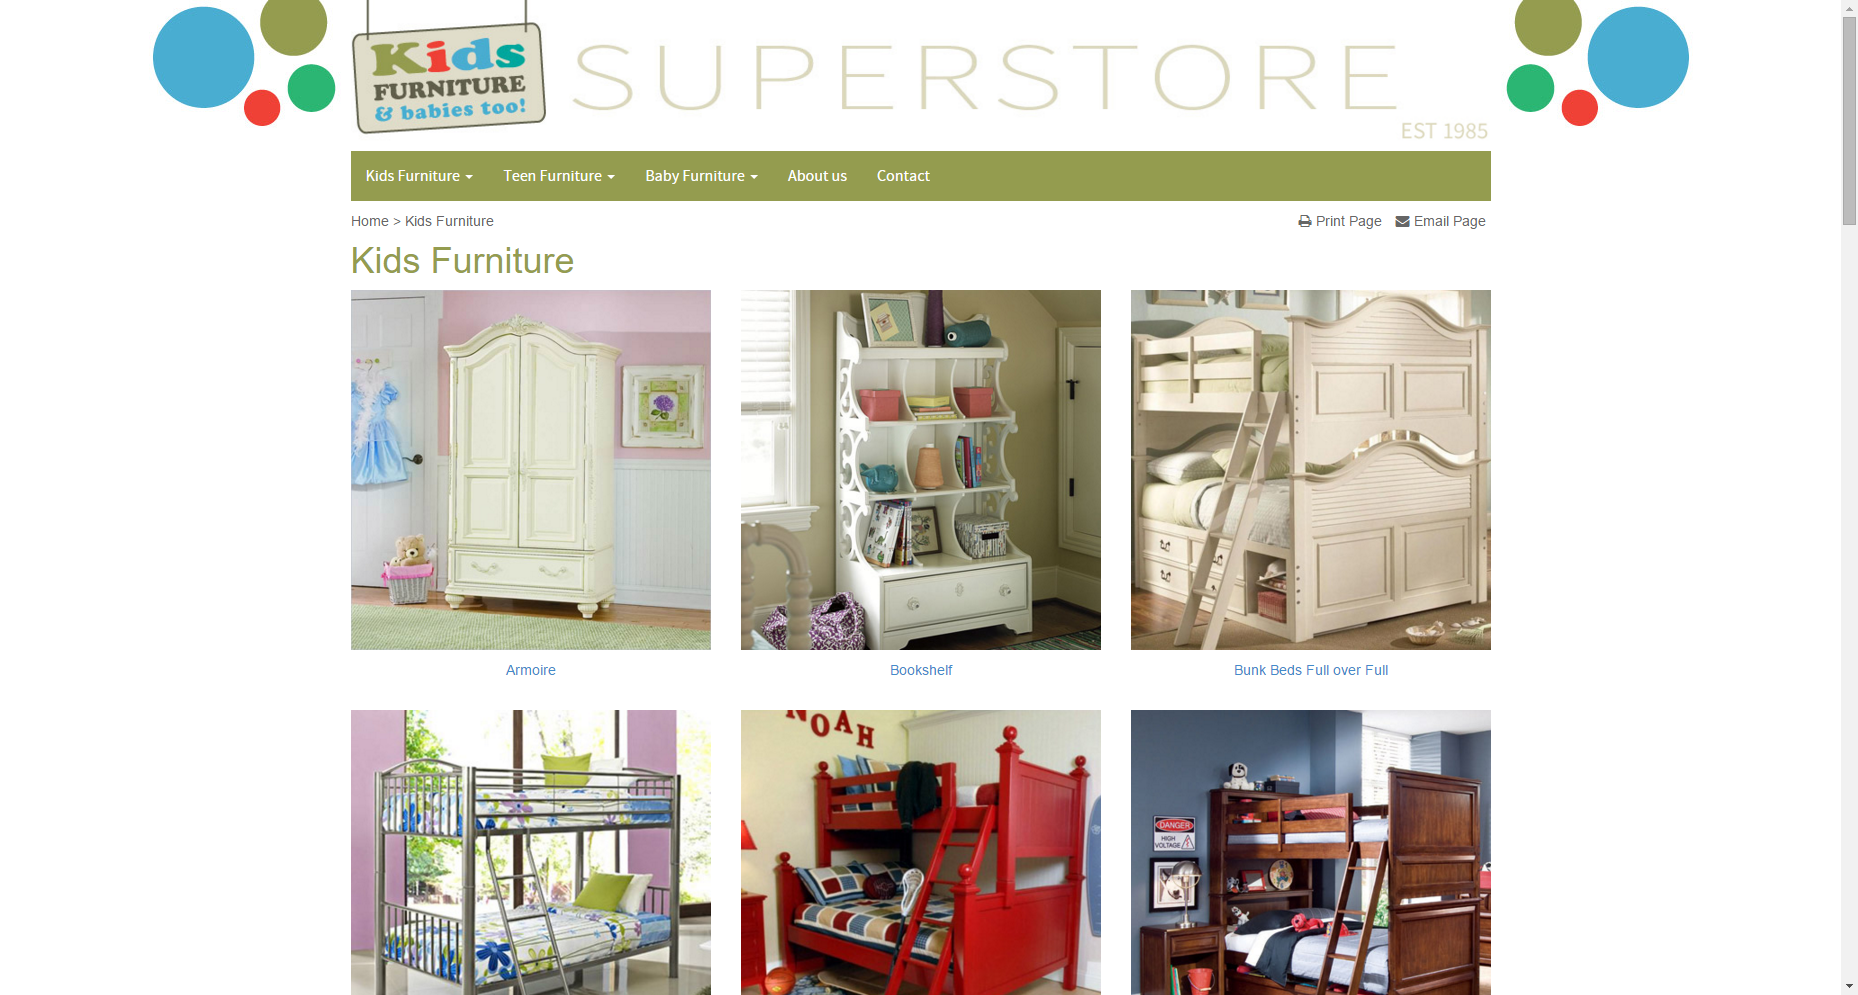 Kids
FURNITURE
& babies too!
SUPERSTORE
EST 1985
Kids Furniture Teen Furniture Baby Furniture About us Contact
Home > Kids Furniture Print Page Email Page
Kids Furniture
Armoire Bookshelf Bunk Beds Full over Full
NOAH
DANGER
HIGH
VOLTAGE